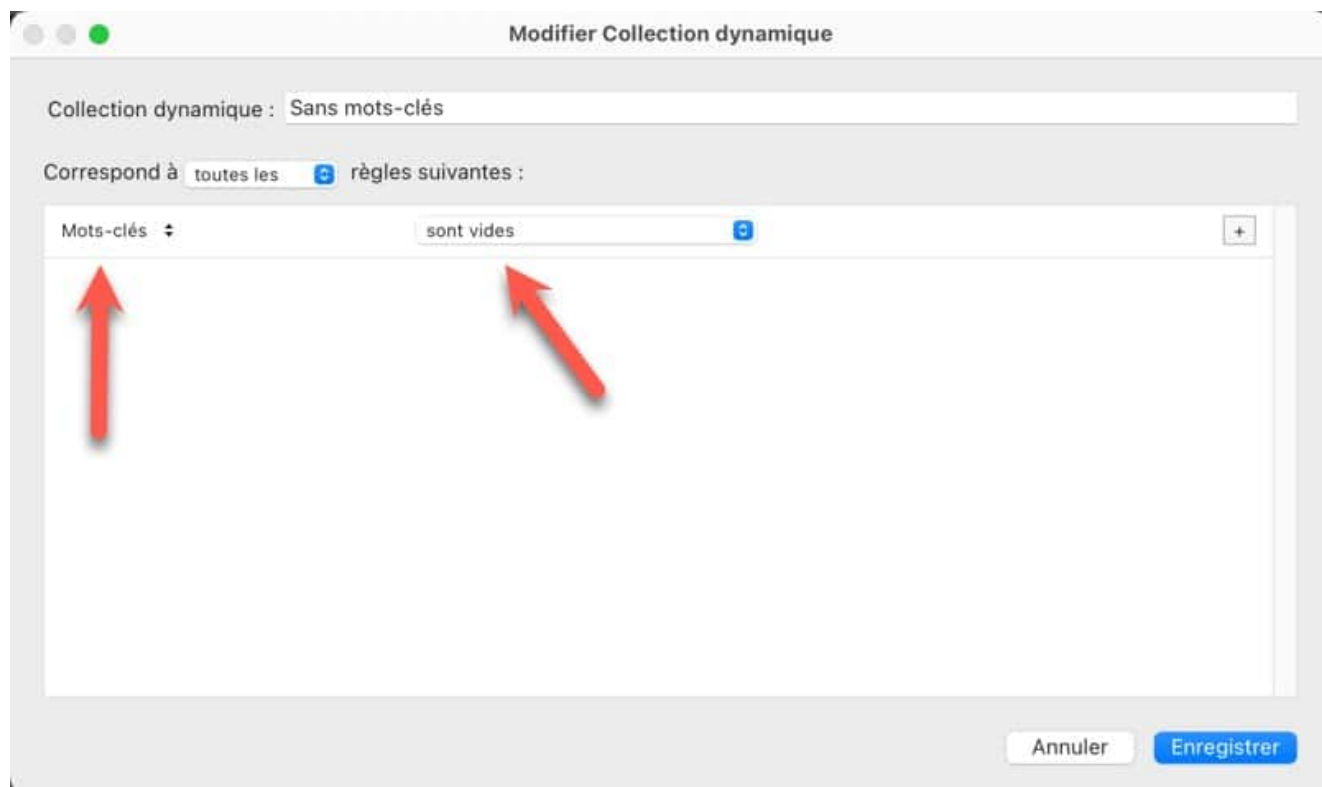 Modifier Collection dynamique
Collection dynamique : Sans mots-clés
Correspond à toutes les règles suivantes :
Mots-clés sont vides +
Annuler Enregistrer